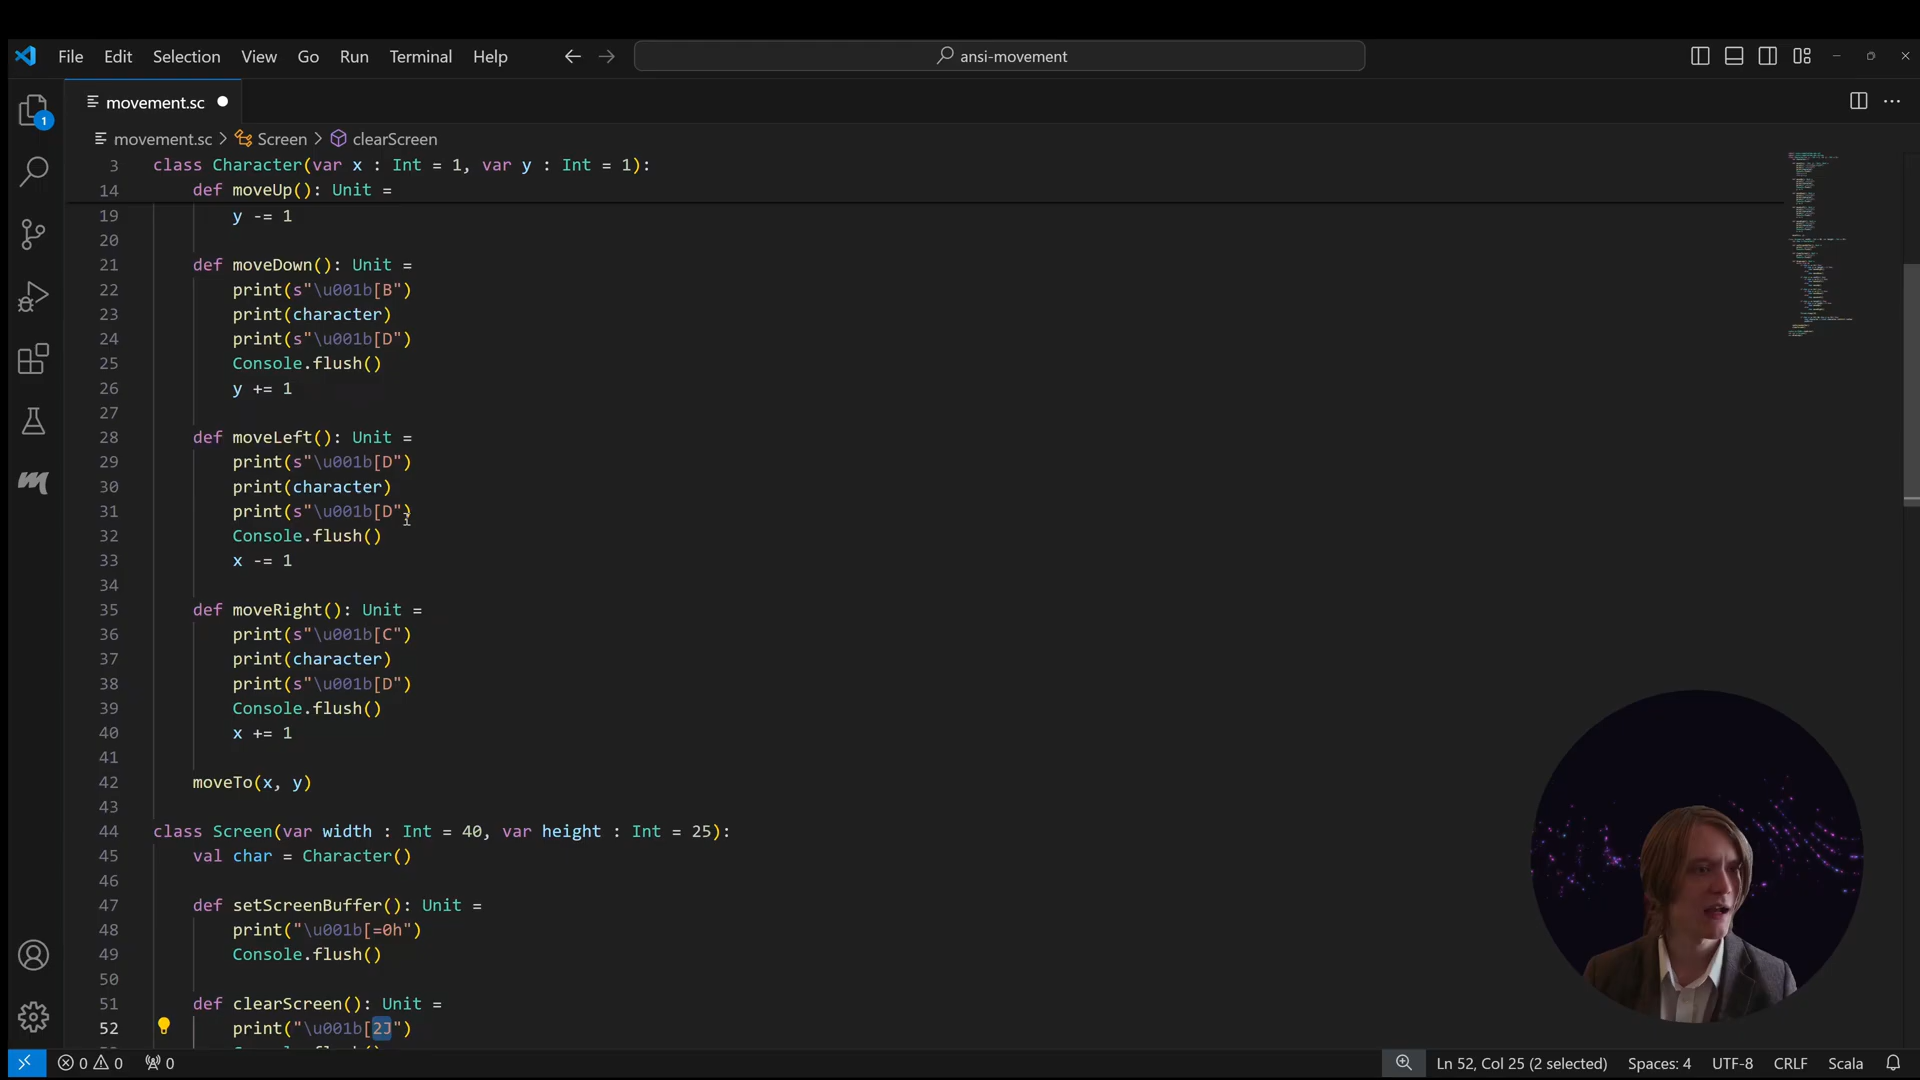 File Edit Selection View Go Run Terminal Help
ansi-movement
movement.sc
movement.sc > Screen > clearScreen
3 class Character(var x : Int = 1, var y : Int = 1):
14 def moveUp(): Unit =
19 y -= 1
20
21 def moveDown(): Unit =
22 print(s"\u001b[B")
23 print(character)
24 print(s"\u001b[D")
25 Console.flush()
26 y += 1
27
28 def moveLeft(): Unit =
29 print(s"\u001b[D")
30 print(character)
31 print(s"\u001b[D")
32 Console.flush()
33 x -= 1
34
35 def moveRight(): Unit =
36 print(s"\u001b[C")
37 print(character)
38 print(s"\u001b[D")
39 Console.flush()
40 x += 1
41
42 moveTo(x, y)
43
44 class Screen(var width : Int = 40, var height : Int = 25):
45 val char = Character()
46
47 def setScreenBuffer(): Unit =
48 print("\u001b[=0h")
49 Console.flush()
50
51 def clearScreen(): Unit =
52 print("\u001b[2J")
1
0 0 0 Ln 52, Col 25 (2 selected) Spaces: 4 UTF-8 CRLF Scala